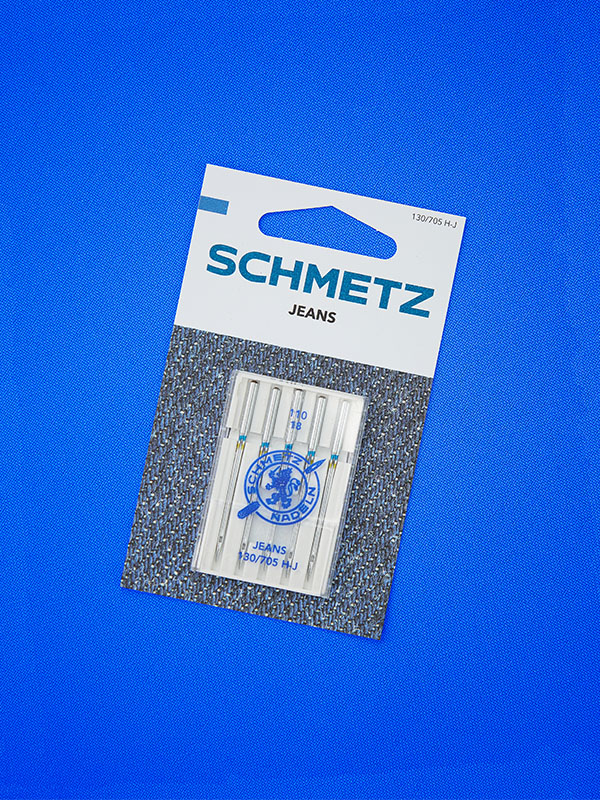 130/705 H-J
SCHMETZ
JEANS
110
18
SCHMETZ
NADELN
JEANS
130/705 H-J